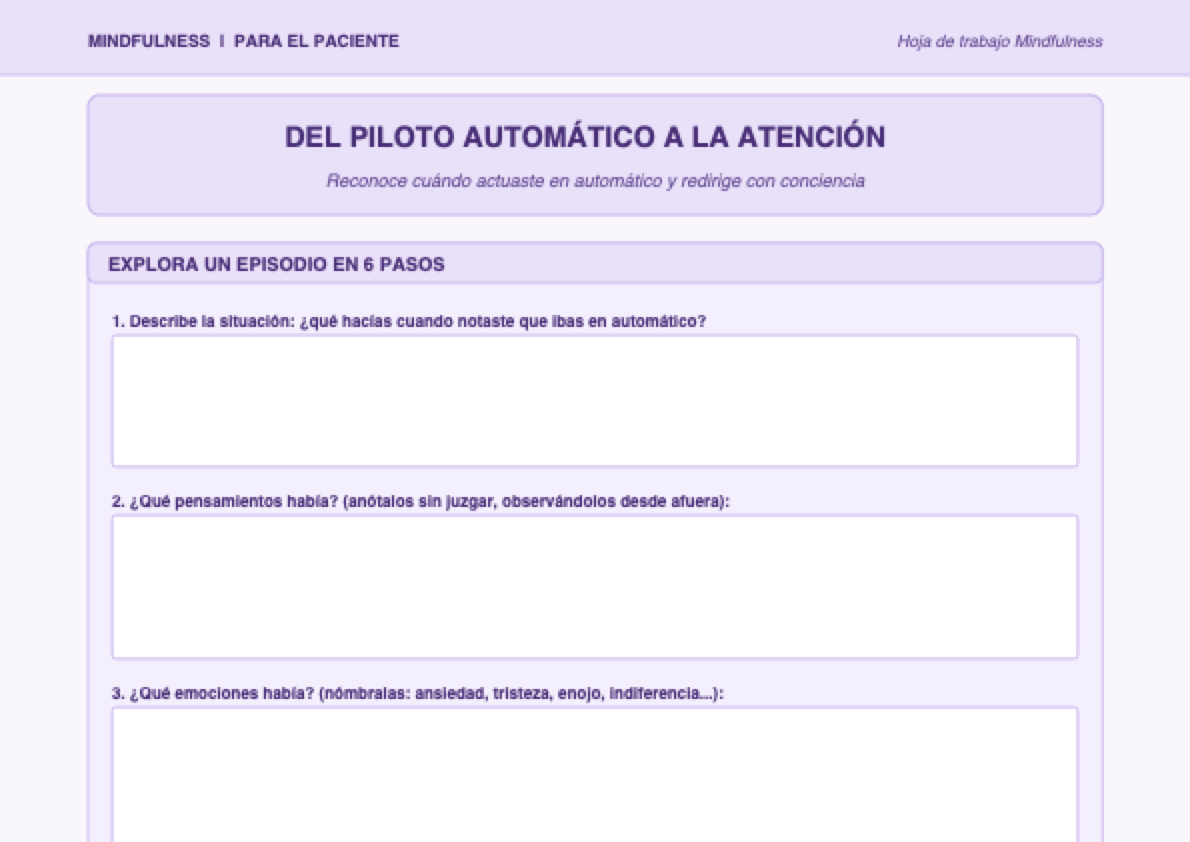 MINDFULNESS | PARA EL PACIENTE
Hoja de trabajo Mindfulness
DEL PILOTO AUTOMÁTICO A LA ATENCIÓN
Reconoce cuándo actuaste en automático y redirige con conciencia
EXPLORA UN EPISODIO EN 6 PASOS
1. Describe la situación: ¿qué hacías cuando notaste que ibas en automático?
2. ¿Qué pensamientos había? (anótalos sin juzgar, observándolos desde afuera):
3. ¿Qué emociones había? (nómbralas: ansiedad, tristeza, enojo, indiferencia...):